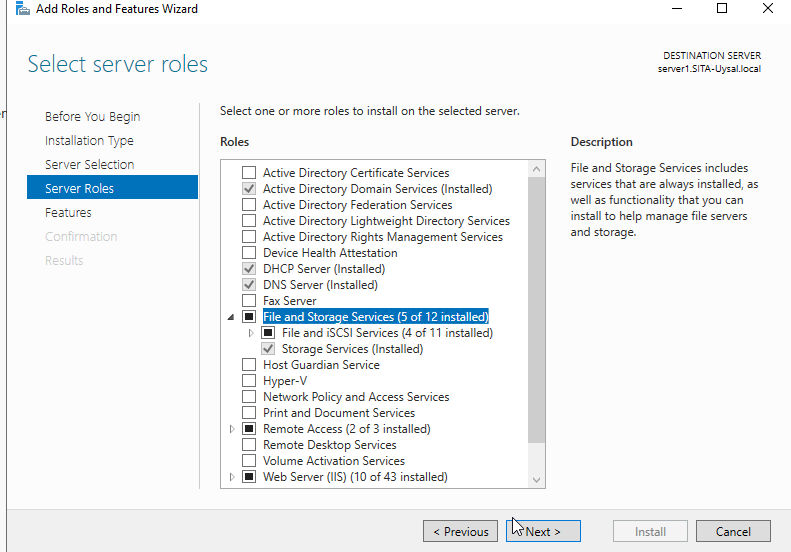 Add Roles and Features Wizard
Select server roles
DESTINATION SERVER
server1.SITA-Uysal.local
er
Before You Begin
Installation Type
Server Selection
Server Roles
Features
Confirmation
Results
Select one or more roles to install on the selected server.
Roles
Active Directory Certificate Services
Active Directory Domain Services (Installed)
Active Directory Federation Services
Active Directory Lightweight Directory Services
Active Directory Rights Management Services
Device Health Attestation
DHCP Server (Installed)
DNS Server (Installed)
Fax Server
File and Storage Services (5 of 12 installed)
File and iSCSI Services (4 of 11 installed)
Storage Services (Installed)
Host Guardian Service
Hyper-V
Network Policy and Access Services
Print and Document Services
Remote Access (2 of 3 installed)
Remote Desktop Services
Volume Activation Services
Web Server (IIS) (10 of 43 installed)
Description
File and Storage Services includes
services that are always installed, as
well as functionality that you can
install to help manage file servers
and storage.
< Previous
Next >
Install
Cancel